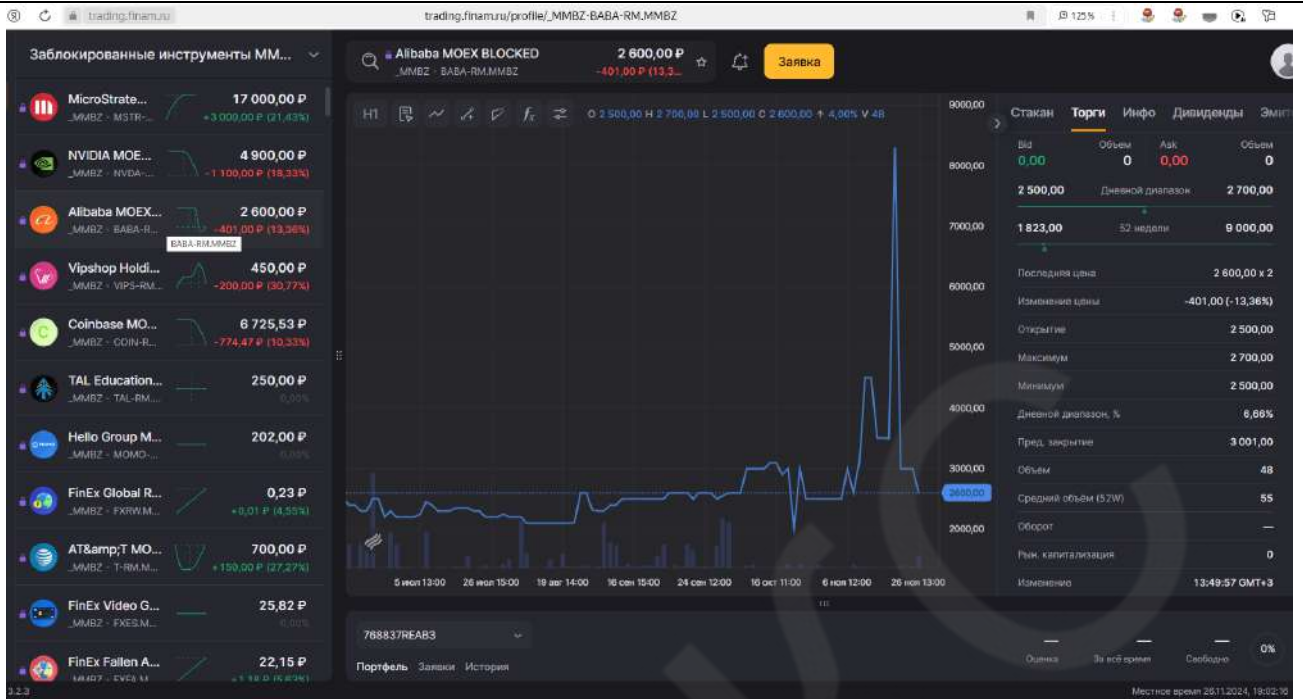 trading.finam.ru
trading.finam.ru/profile/_MMBZ-BABA-RM.MMBZ
125%
Заблокированные инструменты ММ...
MicroStrate...
17 000,00 ₽
_MMBZ · MSTR-...
+3 000,00 ₽ (21,43%)
NVIDIA MOE...
4 900,00 ₽
_MMBZ · NVDA-...
-1 100,00 ₽ (18,33%)
Alibaba MOEX...
2 600,00 ₽
_MMBZ · BABA-R...
-401,00 ₽ (13,36%)
BABA-RM.MMBZ
Vipshop Holdi...
450,00 ₽
_MMBZ · VIPS-RM...
-200,00 ₽ (30,77%)
Coinbase MO...
6 725,53 ₽
_MMBZ · COIN-R...
-774,47 ₽ (10,33%)
TAL Education...
250,00 ₽
_MMBZ · TAL-RM....
0,00%
Hello Group M...
202,00 ₽
_MMBZ · MOMO-...
0,00%
FinEx Global R...
0,23 ₽
_MMBZ · FXRW.M...
+0,01 ₽ (4,55%)
AT&amp;T MO...
700,00 ₽
_MMBZ · T-RM.M...
+150,00 ₽ (27,27%)
FinEx Video G...
25,82 ₽
_MMBZ · FXES.M...
0,00%
FinEx Fallen A...
22,15 ₽
_MMBZ · FXFA.M
+1,18 ₽ (5,63%)
3.2.3
Alibaba MOEX BLOCKED
2 600,00 ₽
_MMBZ · BABA-RM.MMBZ
-401,00 ₽ (13,3...
Заявка
H1
O 2 500,00 H 2 700,00 L 2 500,00 C 2 600,00 ↑ 4,00% V 48
9000,00
8000,00
7000,00
6000,00
5000,00
4000,00
3000,00
2600,00
2000,00
5 июл 13:00 26 июл 15:00 19 авг 14:00 16 сен 15:00 24 сен 12:00 16 окт 11:00 6 ноя 12:00 26 ноя 13:00
768837REAB3
Портфель Заявки История
Стакан Торги Инфо Дивиденды Эмит
Bid Объем Ask Объем
0,00 0 0,00 0
2 500,00 Дневной диапазон 2 700,00
1 823,00 52 недели 9 000,00
Последняя цена 2 600,00 x 2
Изменение цены -401,00 (-13,36%)
Открытие 2 500,00
Максимум 2 700,00
Минимум 2 500,00
Дневной диапазон, % 6,66%
Пред. закрытие 3 001,00
Объем 48
Средний объём (52W) 55
Оборот —
Рын. капитализация 0
Изменение 13:49:57 GMT+3
— — —
Оценка За всё время Свободно
0%
Местное время 26.11.2024, 19:02:16